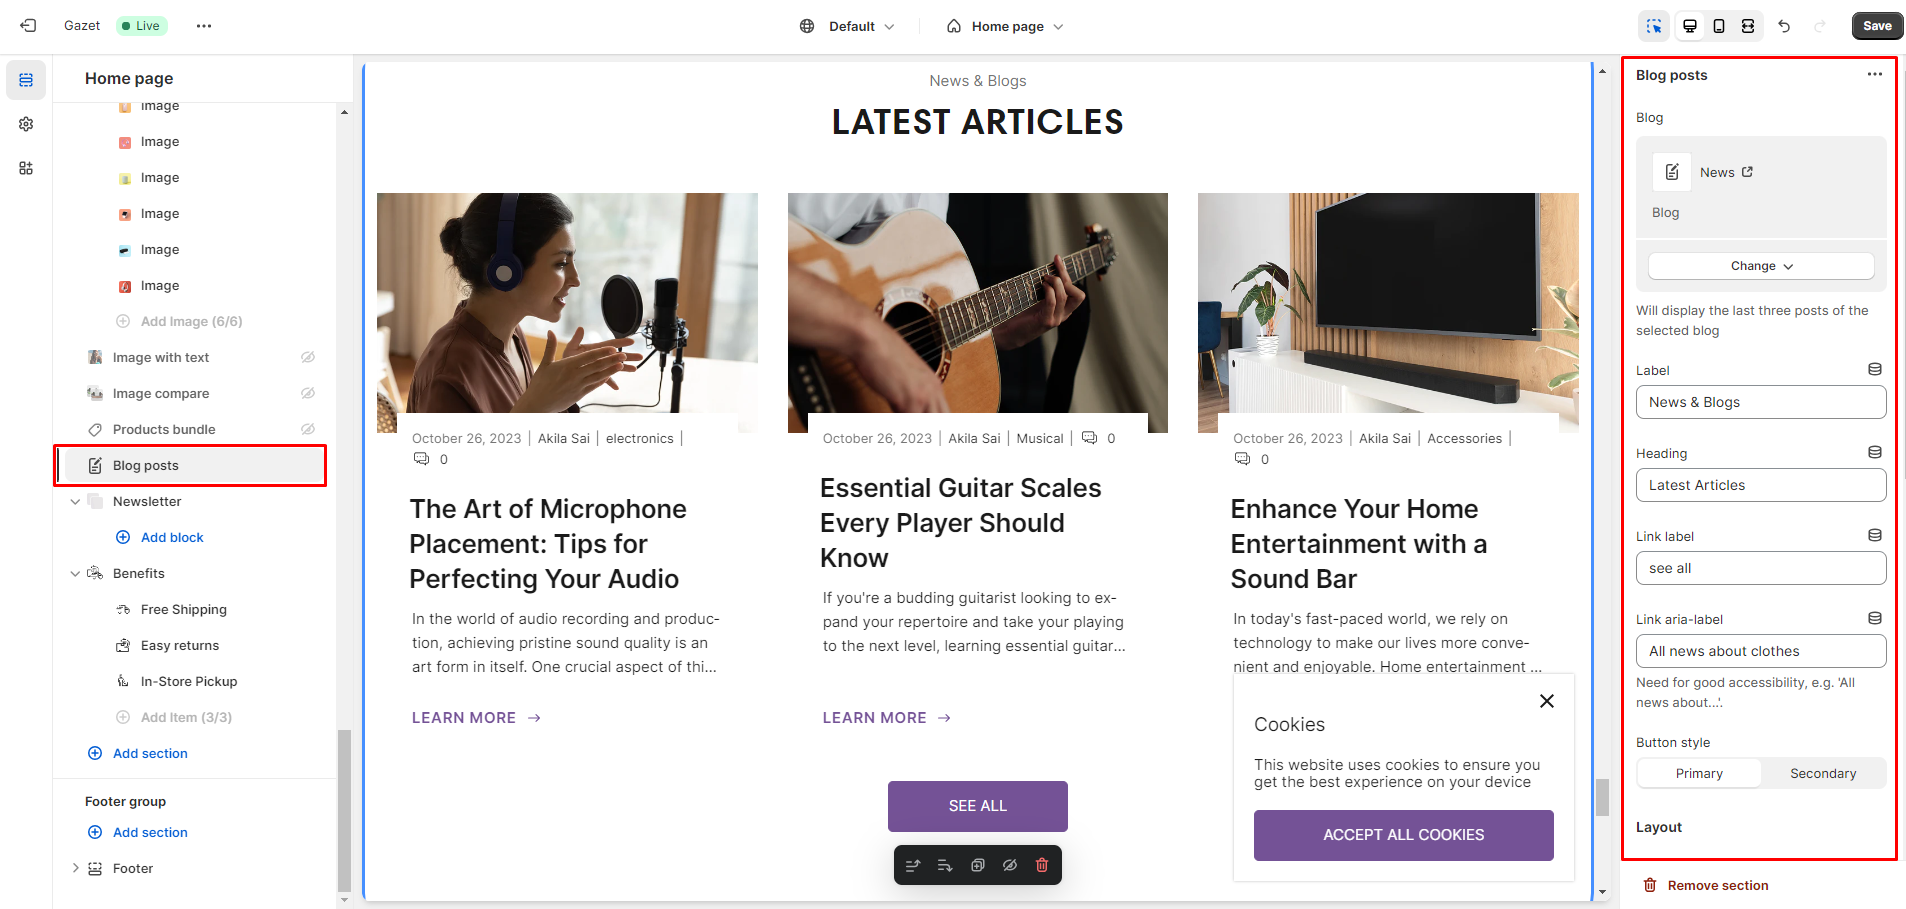 Gazet
Live
Default
Home page
Save
Home page
Image
Image
Image
Image
Image
Image
Add Image (6/6)
Image with text
Image compare
Products bundle
Blog posts
Newsletter
Add block
Benefits
Free Shipping
Easy returns
In-Store Pickup
Add Item (3/3)
Add section
Footer group
Add section
Footer
News & Blogs
LATEST ARTICLES
October 26, 2023 | Akila Sai | electronics |
0
The Art of Microphone
Placement: Tips for
Perfecting Your Audio
In the world of audio recording and produc-
tion, achieving pristine sound quality is an
art form in itself. One crucial aspect of thi...
LEARN MORE →
October 26, 2023 | Akila Sai | Musical | 0
Essential Guitar Scales
Every Player Should
Know
If you're a budding guitarist looking to ex-
pand your repertoire and take your playing
to the next level, learning essential guitar...
LEARN MORE →
October 26, 2023 | Akila Sai | Accessories |
0
Enhance Your Home
Entertainment with a
Sound Bar
In today's fast-paced world, we rely on
technology to make our lives more conve-
nient and enjoyable. Home entertainment ...
SEE ALL
Cookies
This website uses cookies to ensure you
get the best experience on your device
ACCEPT ALL COOKIES
Blog posts
Blog
News
Blog
Change
Will display the last three posts of the
selected blog
Label
News & Blogs
Heading
Latest Articles
Link label
see all
Link aria-label
All news about clothes
Need for good accessibility, e.g. 'All
news about...'.
Button style
Primary
Secondary
Layout
Remove section